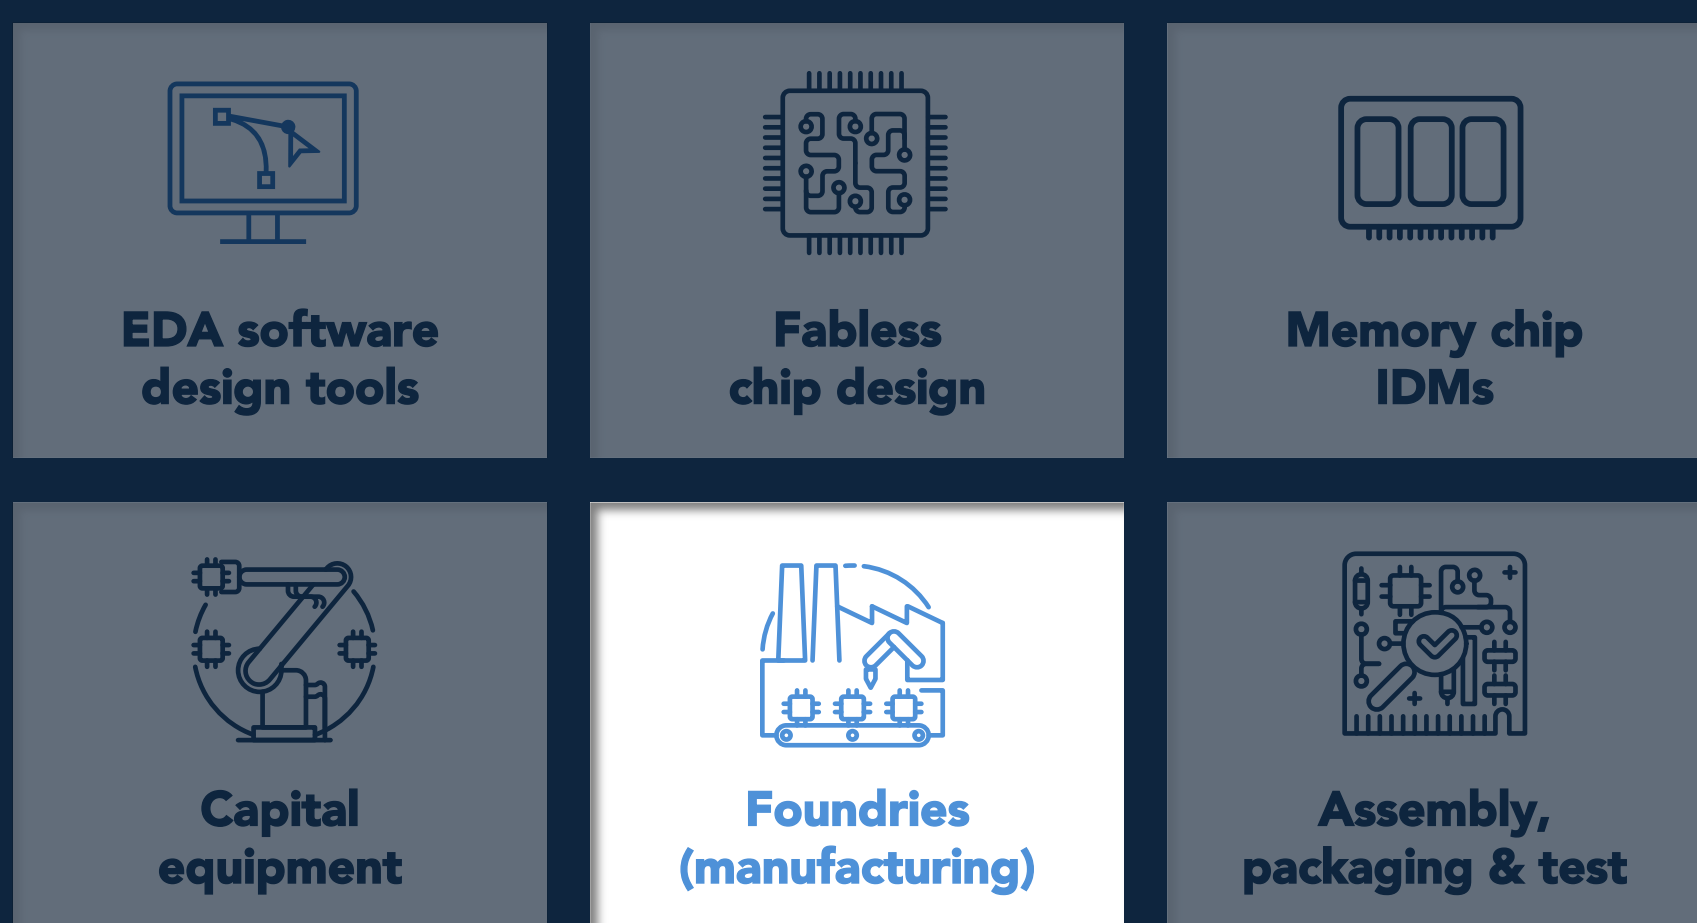 EDA software
design tools
Fabless
chip design
Memory chip
IDMs
Capital
equipment
Foundries
(manufacturing)
Assembly,
packaging & test